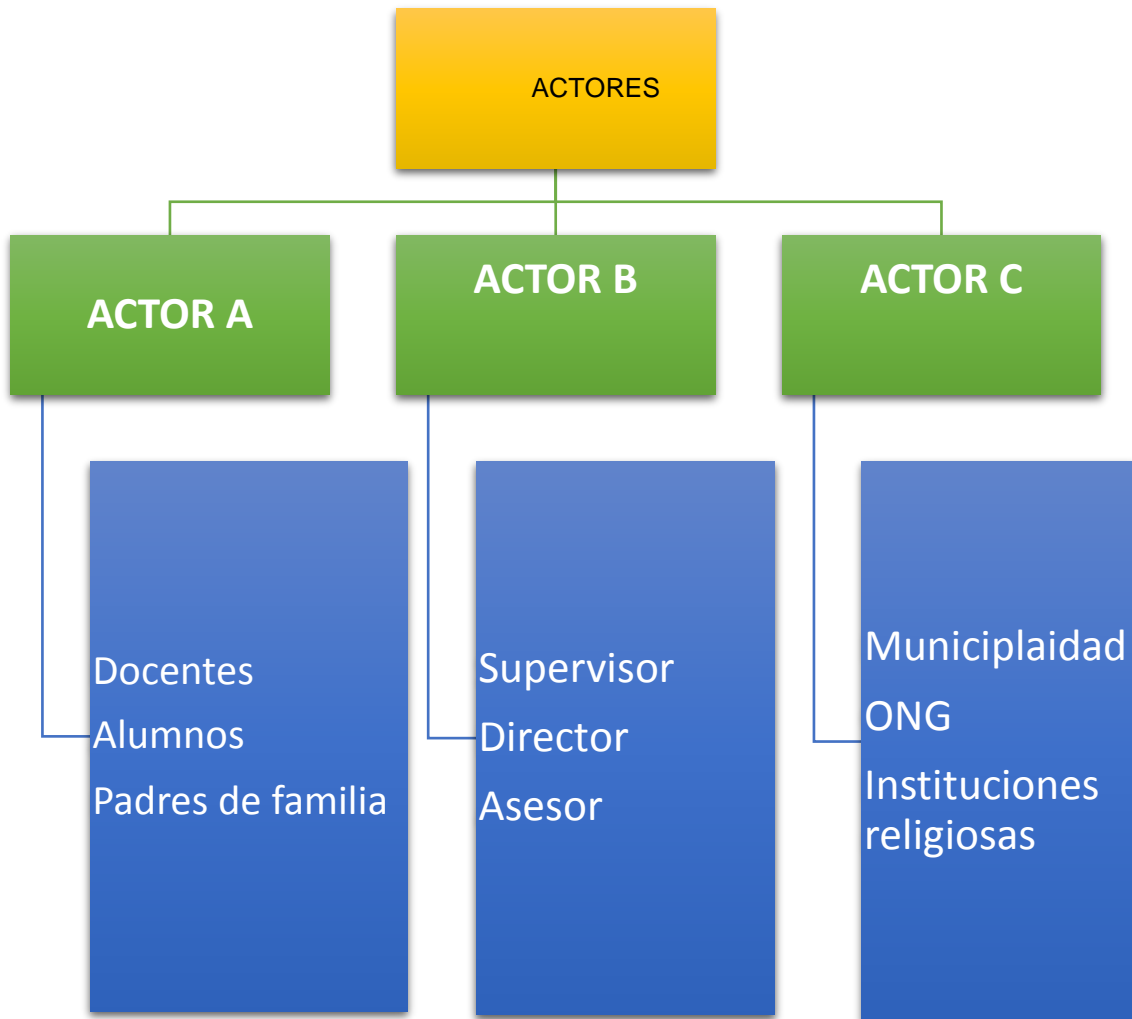 ACTORES
ACTOR A
ACTOR B
ACTOR C
Docentes
Alumnos
Padres de familia
Supervisor
Director
Asesor
Municiplaidad
ONG
Instituciones
religiosas